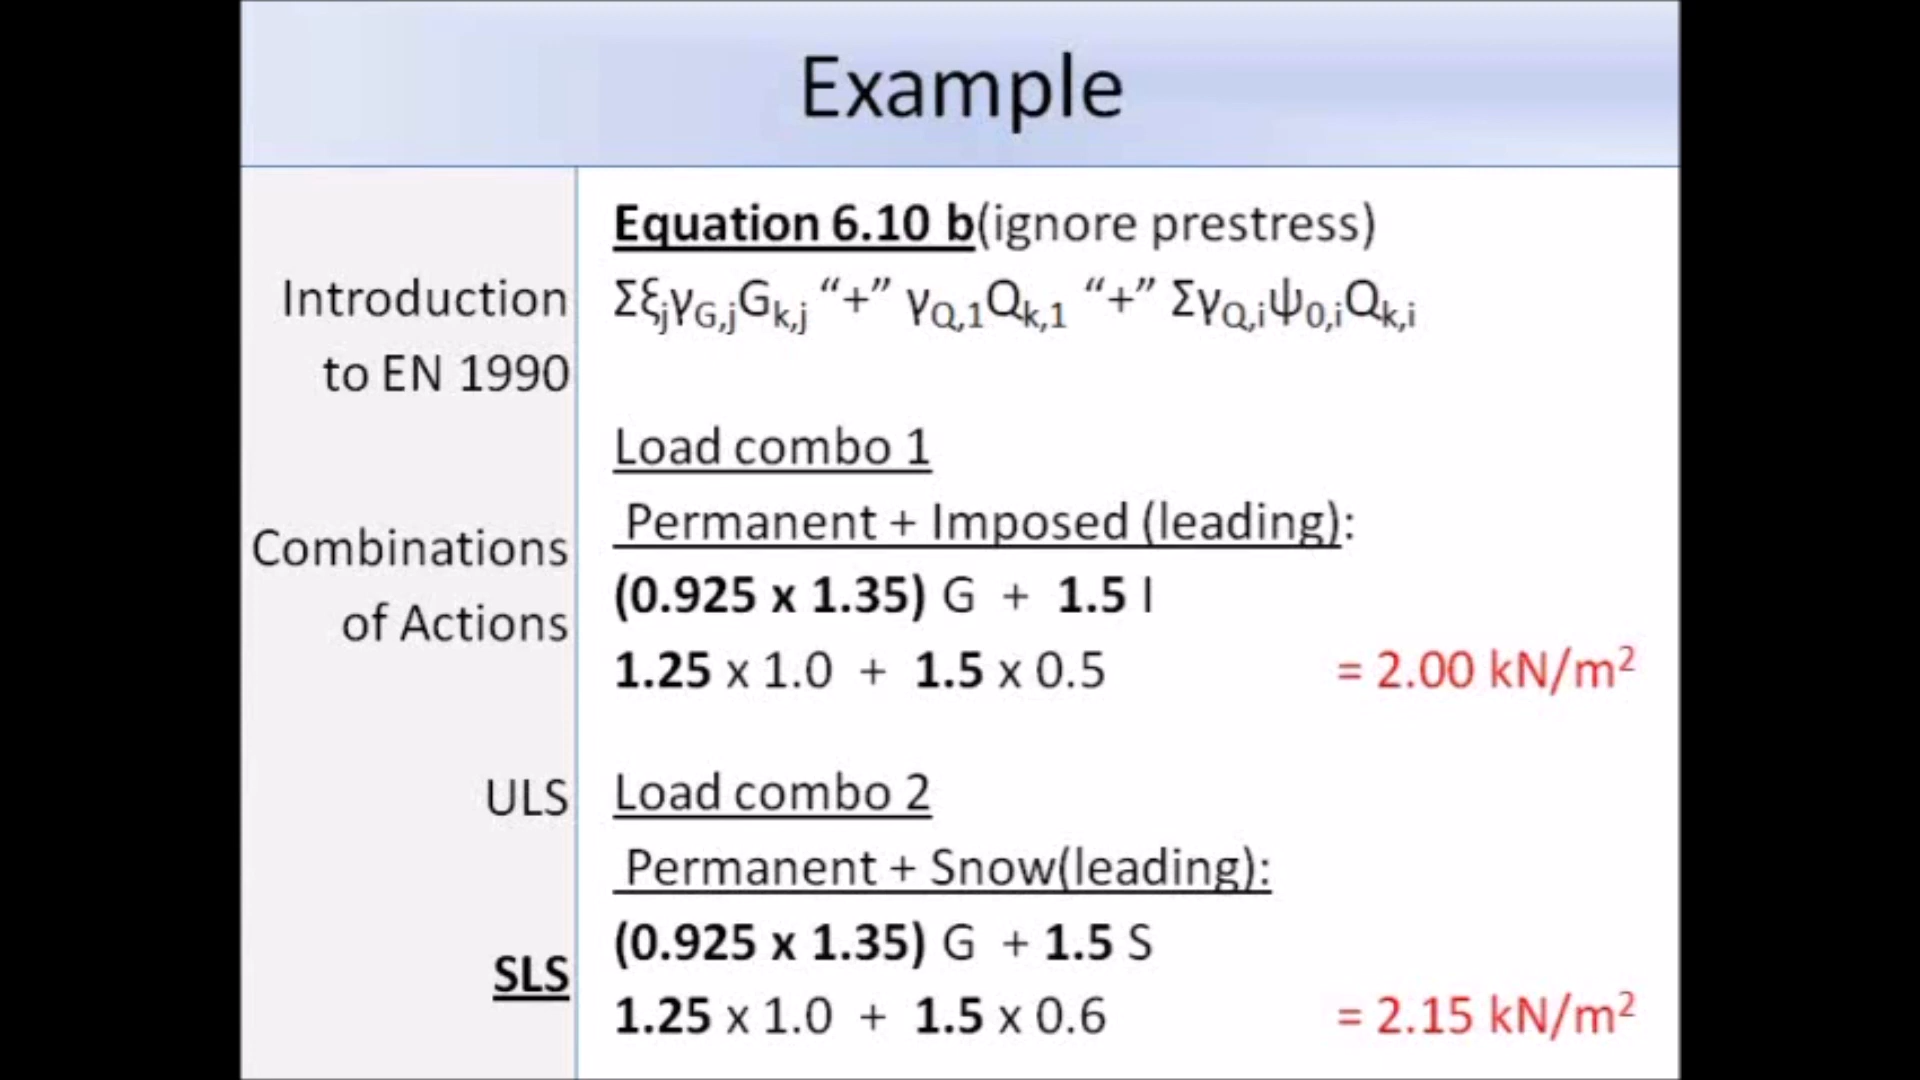 Example
Introduction
to EN 1990
Combinations
of Actions
ULS
SLS
Equation 6.10 b(ignore prestress)
ΣξjγG,jGk,j “+” γQ,1Qk,1 “+” ΣγQ,iψ0,iQk,i
Load combo 1
Permanent + Imposed (leading):
(0.925 x 1.35) G + 1.5 I
1.25 x 1.0 + 1.5 x 0.5 = 2.00 kN/m²
Load combo 2
Permanent + Snow(leading):
(0.925 x 1.35) G + 1.5 S
1.25 x 1.0 + 1.5 x 0.6 = 2.15 kN/m²